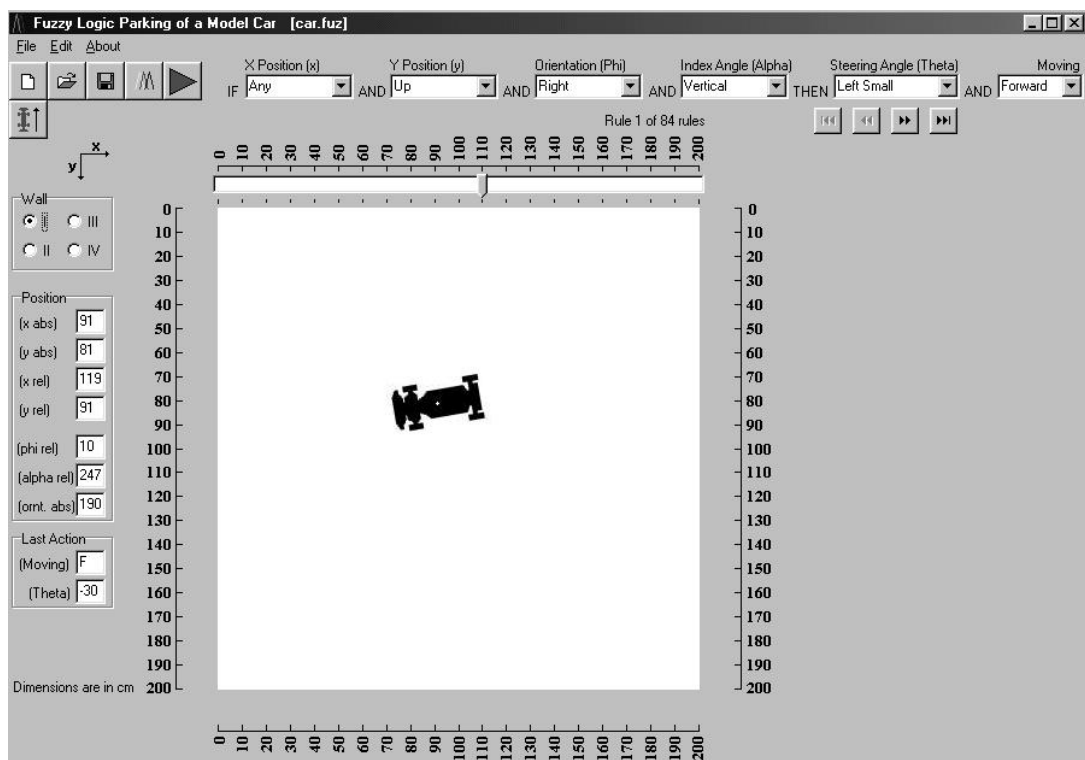 Fuzzy Logic Parking of a Model Car [car.fuz]
File Edit About
X Position (x) Y Position (y) Orientation (Phi) Index Angle (Alpha) Steering Angle (Theta) Moving
IF Any AND Up AND Right AND Vertical THEN Left Small AND Forward
Rule 1 of 84 rules
x
y
0 10 20 30 40 50 60 70 80 90 100 110 120 130 140 150 160 170 180 190 200
Wall
I III
II IV
Position
(x abs) 91
(y abs) 81
(x rel) 119
(y rel) 91
(phi rel) 10
(alpha rel) 247
(ornt. abs) 190
Last Action
(Moving) F
(Theta) -30
Dimensions are in cm
0 0
10 10
20 20
30 30
40 40
50 50
60 60
70 70
80 80
90 90
100 100
110 110
120 120
130 130
140 140
150 150
160 160
170 170
180 180
190 190
200 200
0 10 20 30 40 50 60 70 80 90 100 110 120 130 140 150 160 170 180 190 200